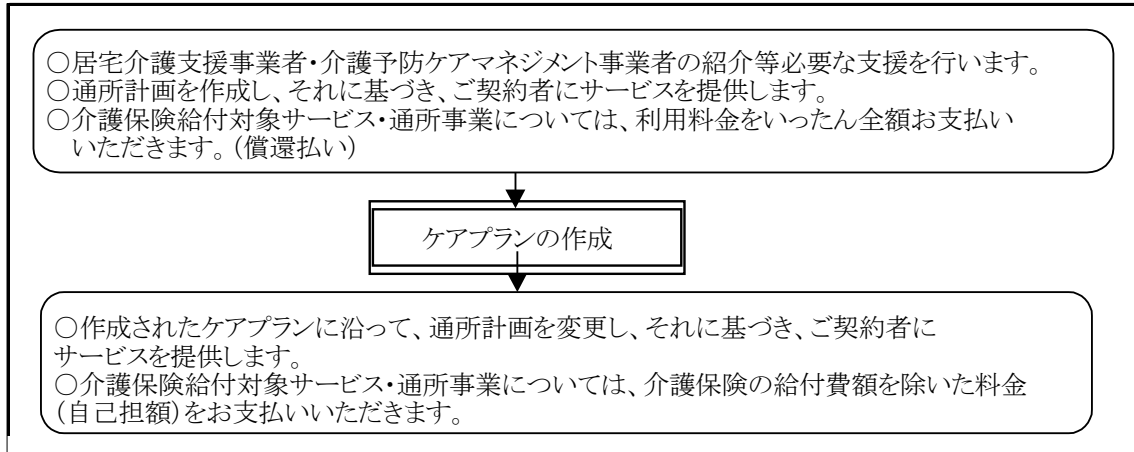 ○居宅介護支援事業者・介護予防ケアマネジメント事業者の紹介等必要な支援を行います。
○通所計画を作成し、それに基づき、ご契約者にサービスを提供します。
○介護保険給付対象サービス・通所事業については、利用料金をいったん全額お支払い
いただきます。（償還払い）
ケアプランの作成
○作成されたケアプランに沿って、通所計画を変更し、それに基づき、ご契約者に
サービスを提供します。
○介護保険給付対象サービス・通所事業については、介護保険の給付費額を除いた料金
（自己担額）をお支払いいただきます。